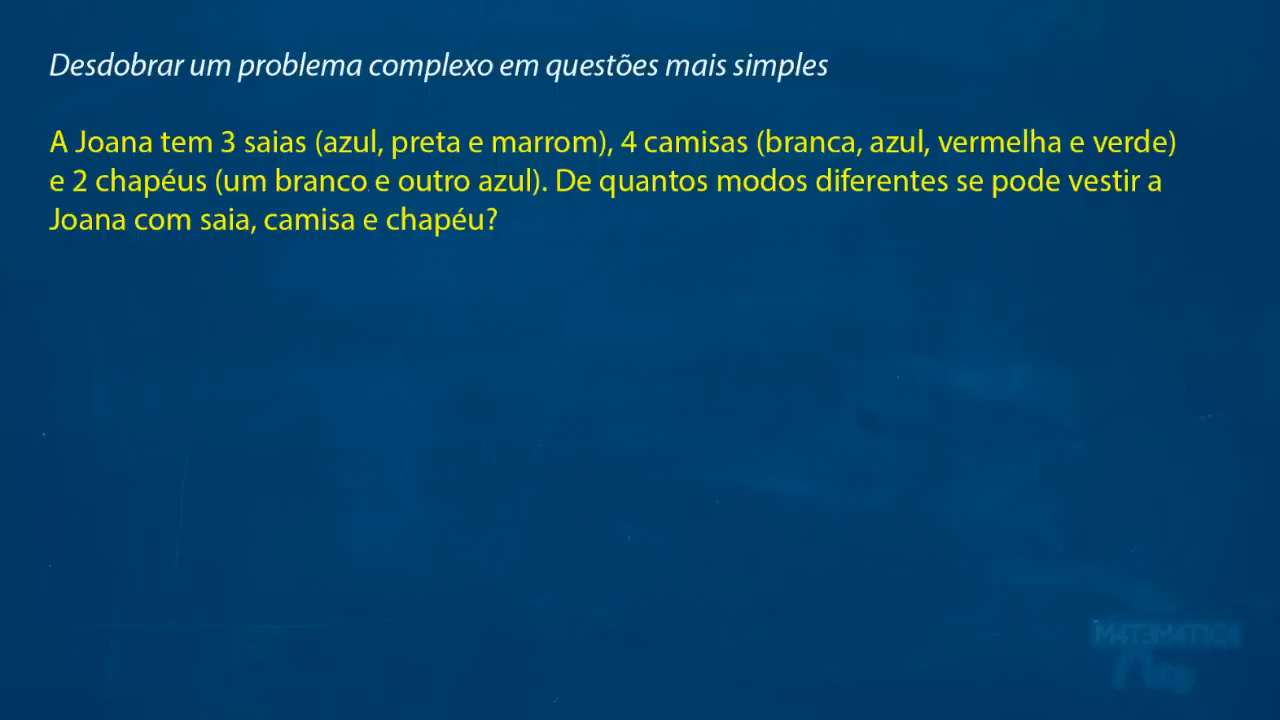 Desdobrar um problema complexo em questões mais simples
A Joana tem 3 saias (azul, preta e marrom), 4 camisas (branca, azul, vermelha e verde)
e 2 chapéus (um branco e outro azul). De quantos modos diferentes se pode vestir a
Joana com saia, camisa e chapéu?
M4T3M4T1C4